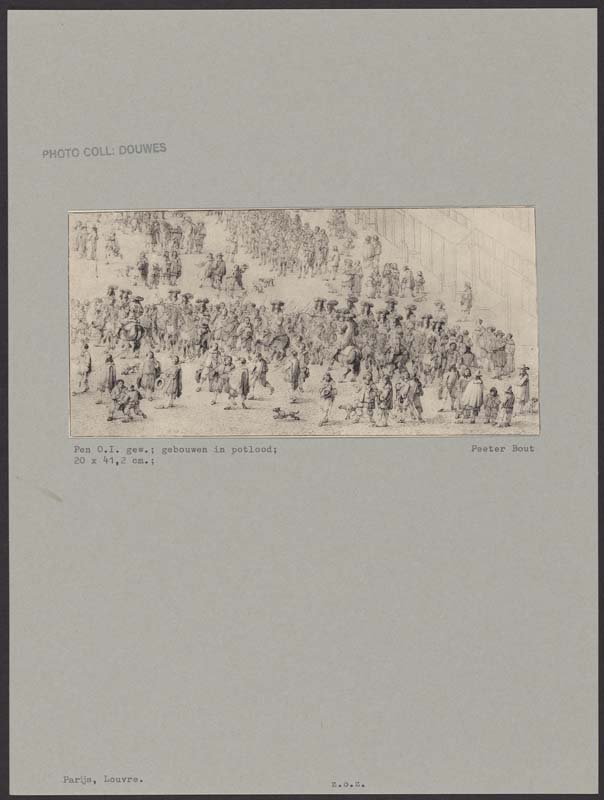 PHOTO COLL: DOUWES
Pen O.I. gew.; gebouwen in potlood; Peeter Bout
20 x 41,2 cm.;
Parijs, Louvre.
z.o.z.